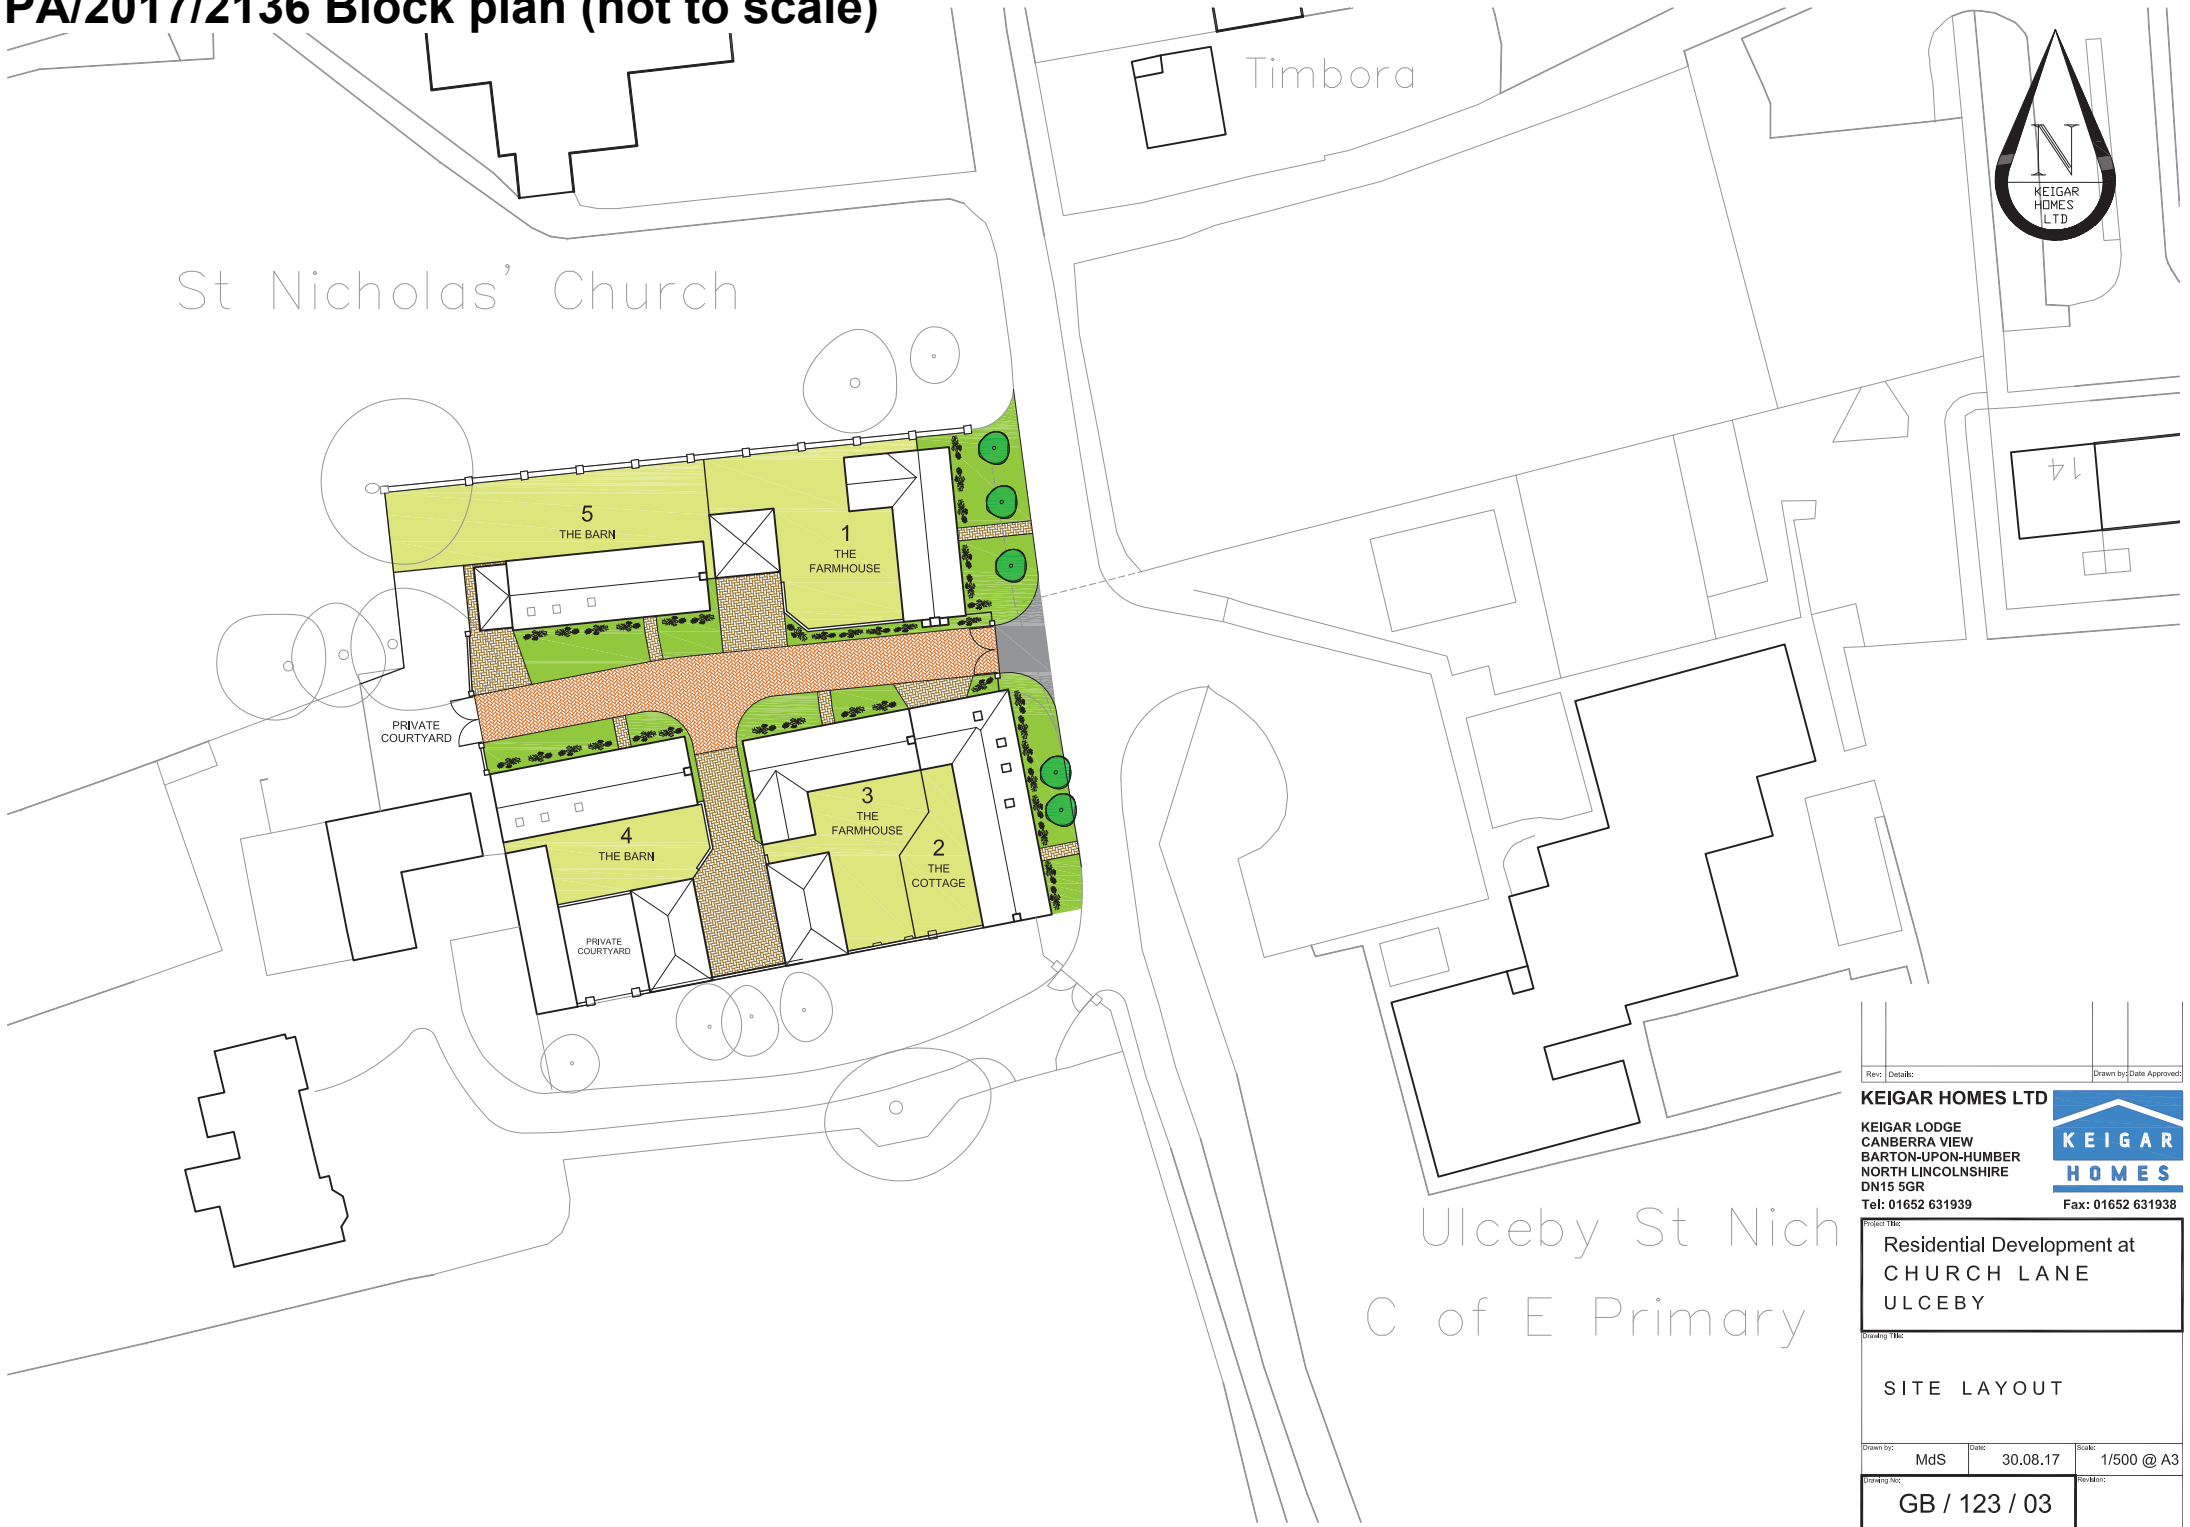 PA/2017/2136 Block plan (not to scale)
Timbora
N
KEIGAR
HOMES
LTD
St Nicholas' Church
14
5
THE BARN
1
THE
FARMHOUSE
PRIVATE
COURTYARD
3
THE
FARMHOUSE
4
THE BARN
2
THE
COTTAGE
PRIVATE
COURTYARD
Ulceby St Nich
C of E Primary
Rev: Details: Drawn by: Date Approved:
KEIGAR HOMES LTD
KEIGAR LODGE
CANBERRA VIEW
BARTON-UPON-HUMBER
NORTH LINCOLNSHIRE
DN15 5GR
Tel: 01652 631939 Fax: 01652 631938
KEIGAR
HOMES
Project Title:
Residential Development at
CHURCH LANE
ULCEBY
Drawing Title:
SITE LAYOUT
Drawn by: MdS Date: 30.08.17 Scale: 1/500 @ A3
Drawing No: Revision:
GB / 123 / 03